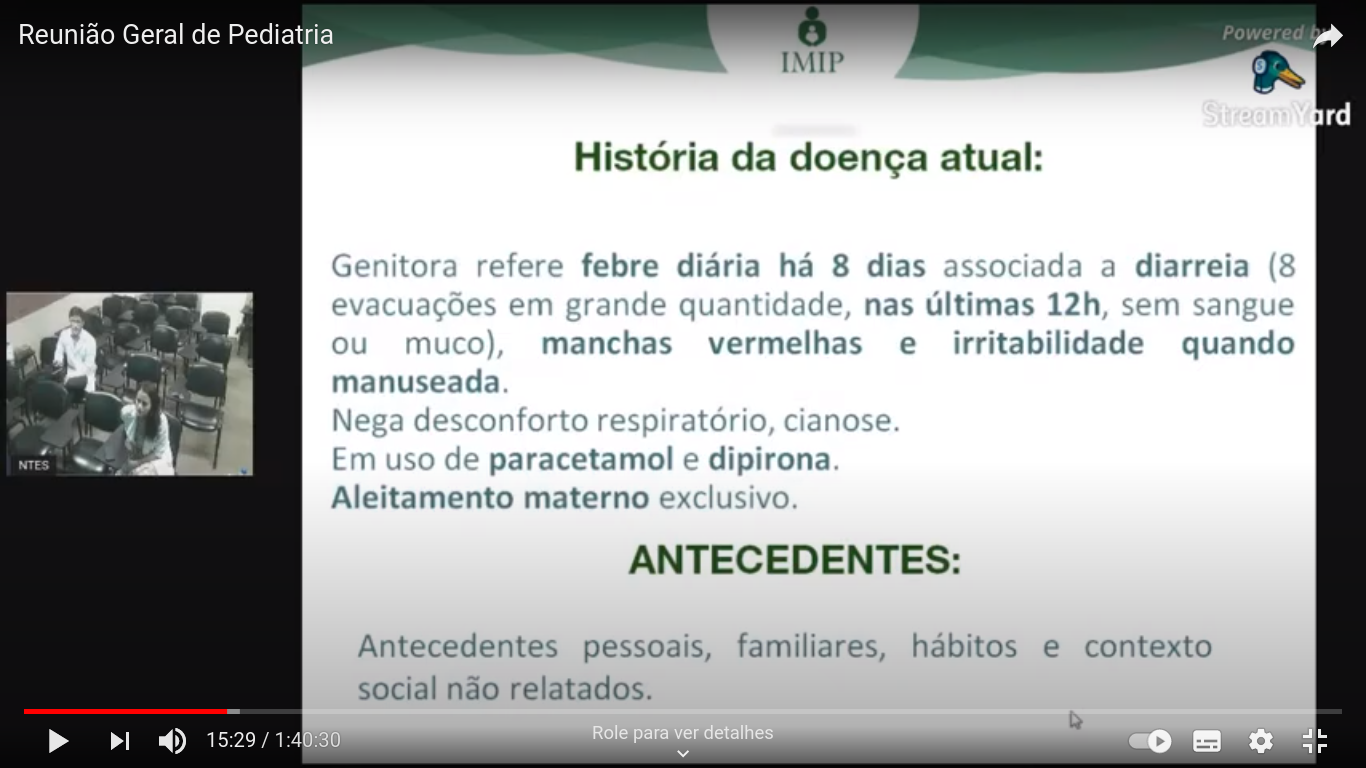 Reunião Geral de Pediatria
Powered by
StreamYard
IMIP
História da doença atual:
Genitora refere febre diária há 8 dias associada a diarreia (8
evacuações em grande quantidade, nas últimas 12h, sem sangue
ou muco), manchas vermelhas e irritabilidade quando
manuseada.
Nega desconforto respiratório, cianose.
Em uso de paracetamol e dipirona.
Aleitamento materno exclusivo.
NTES
ANTECEDENTES:
Antecedentes pessoais, familiares, hábitos e contexto
social não relatados.
15:29 / 1:40:30
Role para ver detalhes